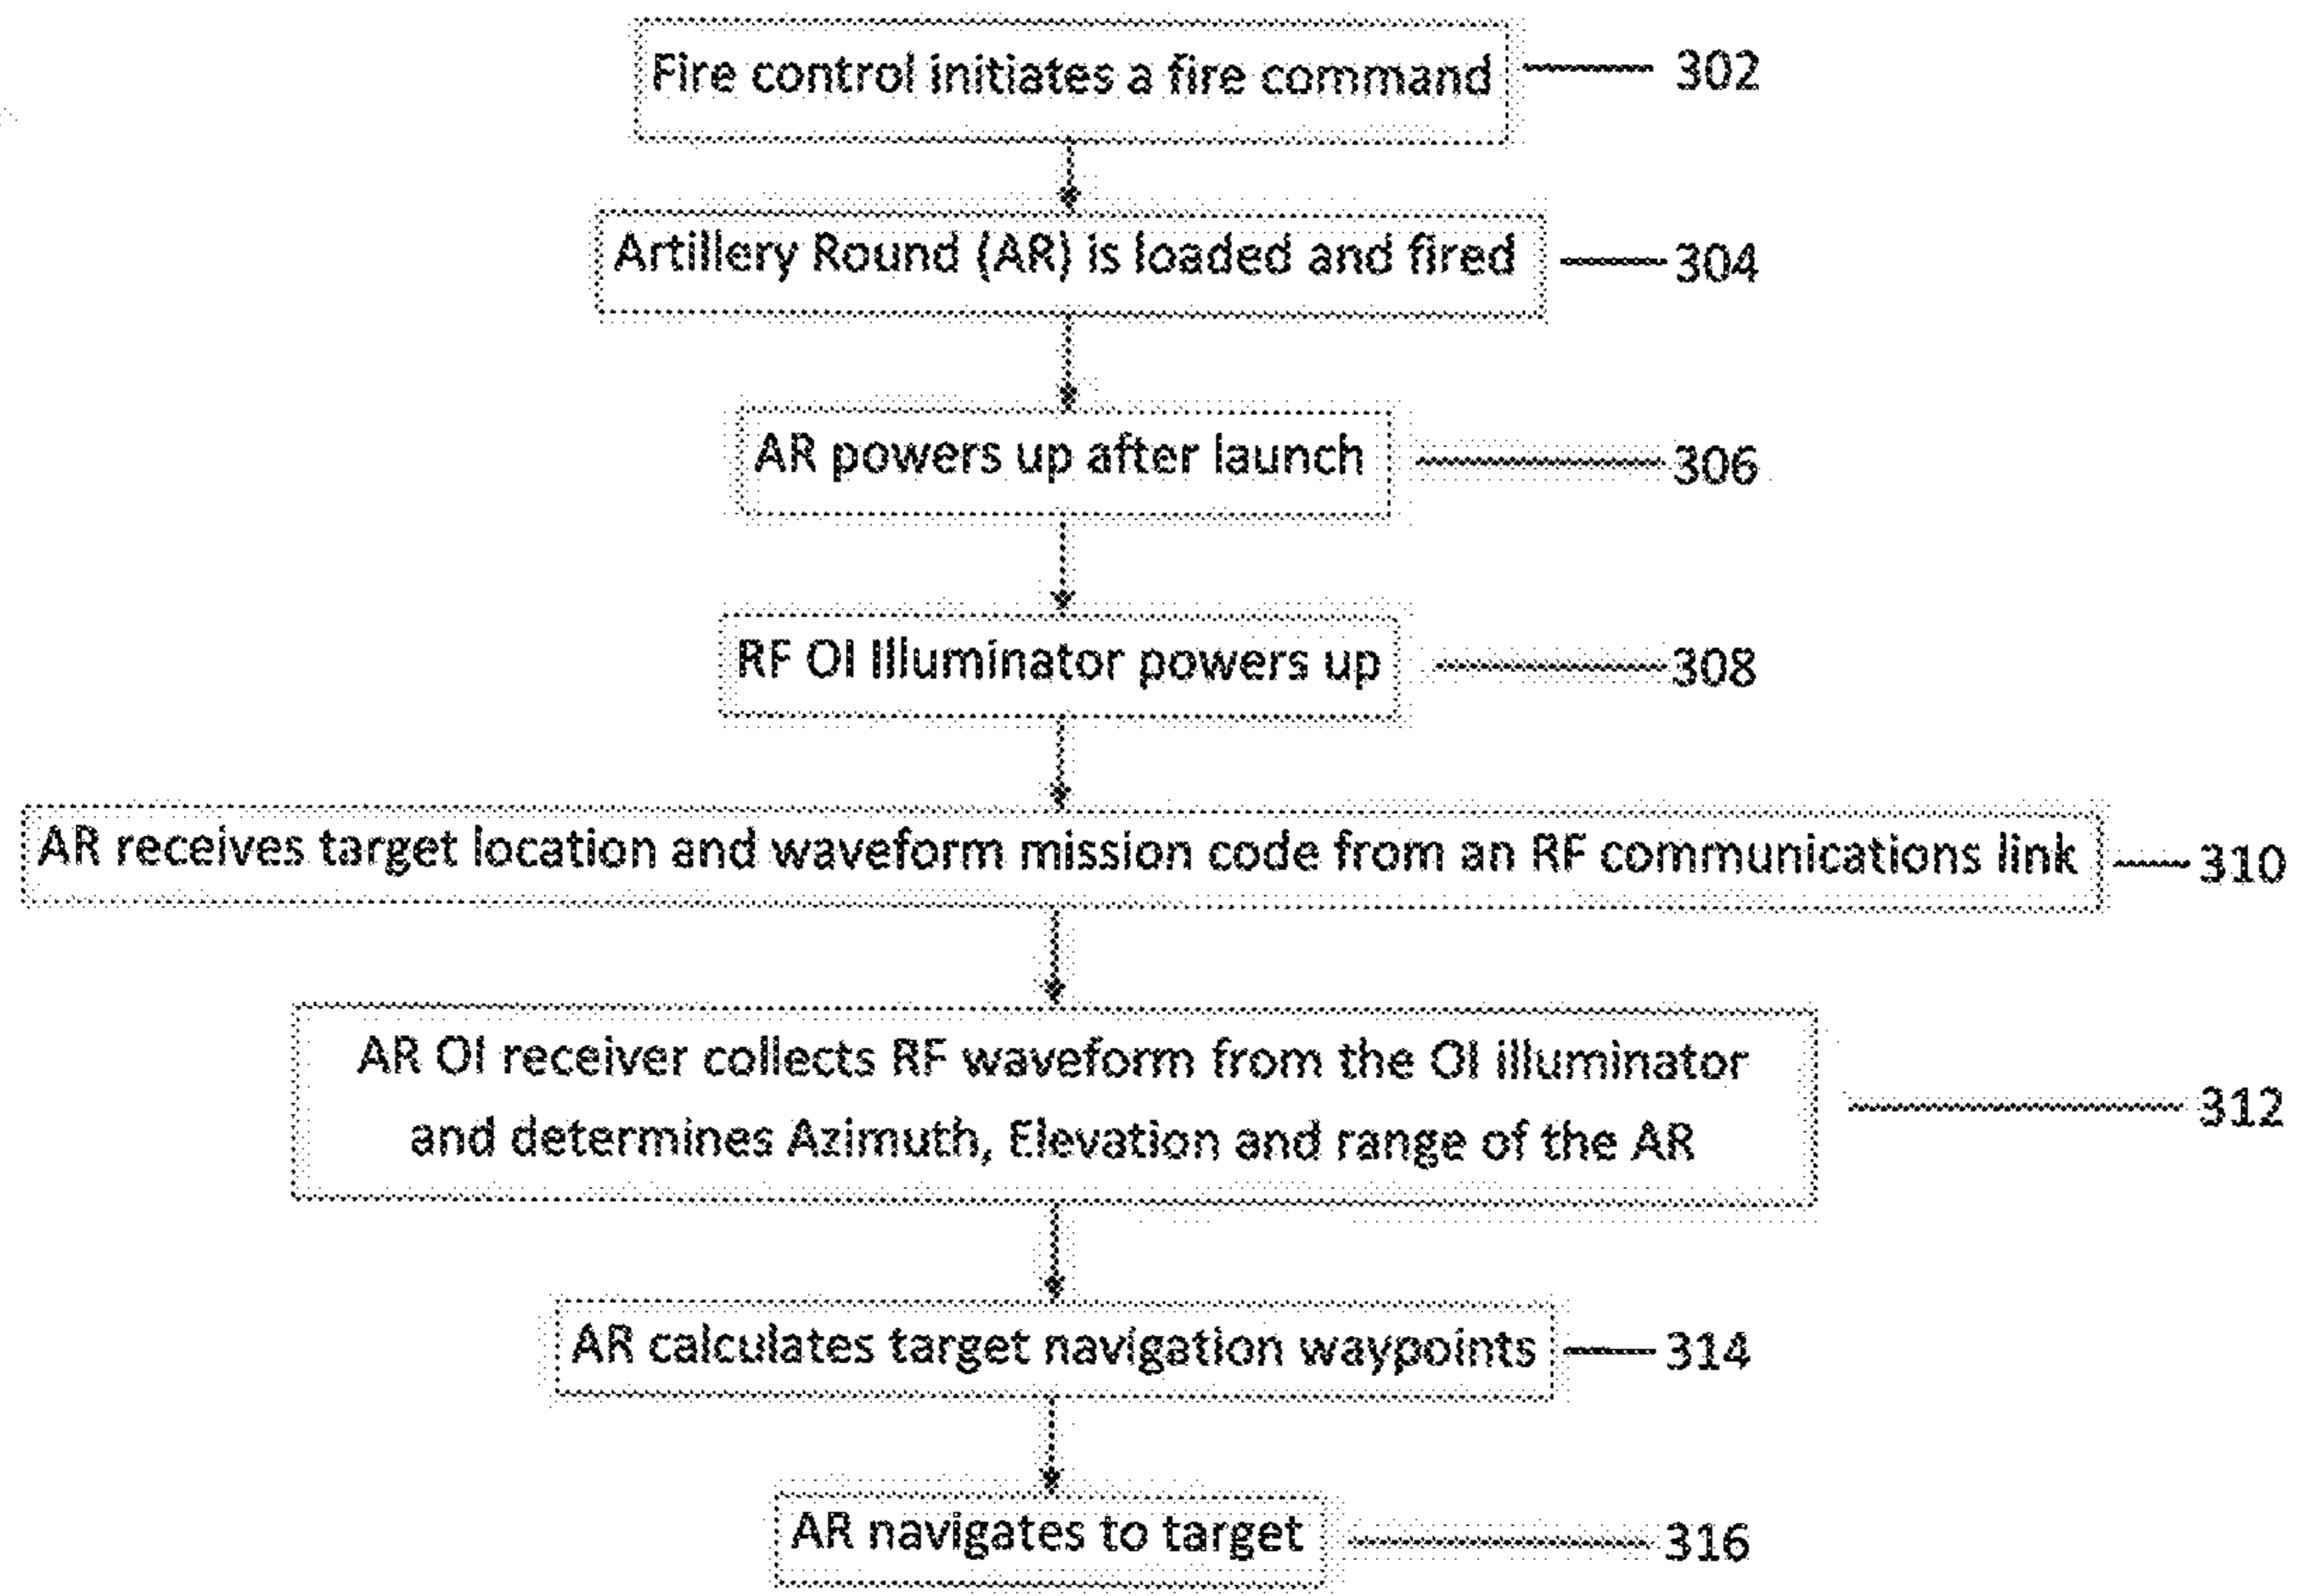 Fire control initiates a fire command 302
Artillery Round (AR) is loaded and fired 304
AR powers up after launch 306
RF OI Illuminator powers up 308
AR receives target location and waveform mission code from an RF communications link 310
AR OI receiver collects RF waveform from the OI illuminator
and determines Azimuth, Elevation and range of the AR 312
AR calculates target navigation waypoints 314
AR navigates to target 316